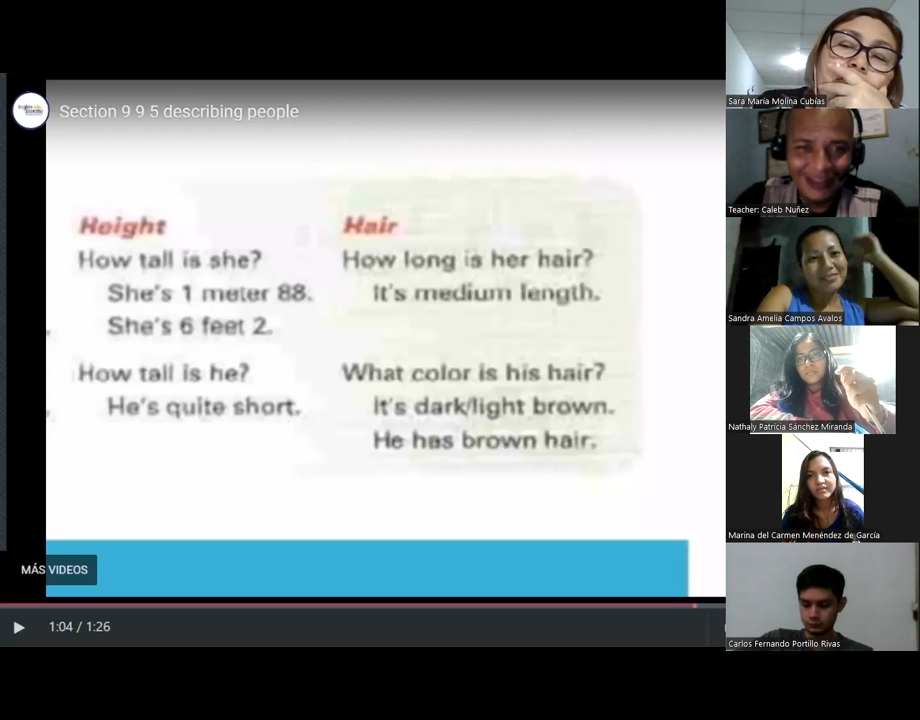 Section 9 9 5 describing people
Height
How tall is she?
She's 1 meter 88.
She's 6 feet 2.
How tall is he?
He's quite short.
Hair
How long is her hair?
It's medium length.
What color is his hair?
It's dark/light brown.
He has brown hair.
MÁS VIDEOS
1:04 / 1:26
Sara María Molina Cubías
Teacher: Caleb Nuñez
Sandra Amelia Campos Avalos
Nathaly Patricia Sánchez Miranda
Marina del Carmen Menéndez de García
Carlos Fernando Portillo Rivas